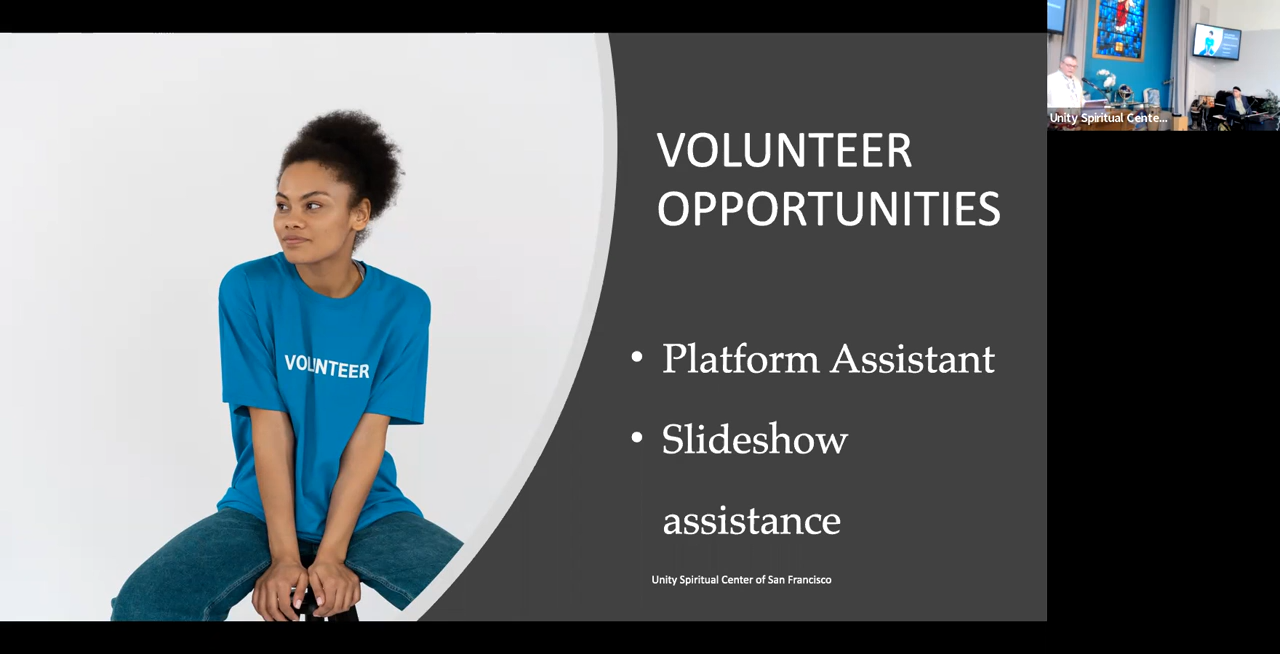 VOLUNTEER
OPPORTUNITIES
VOLUNTEER
• Platform Assistant
• Slideshow
assistance
Unity Spiritual Center of San Francisco
Unity Spiritual Cente...